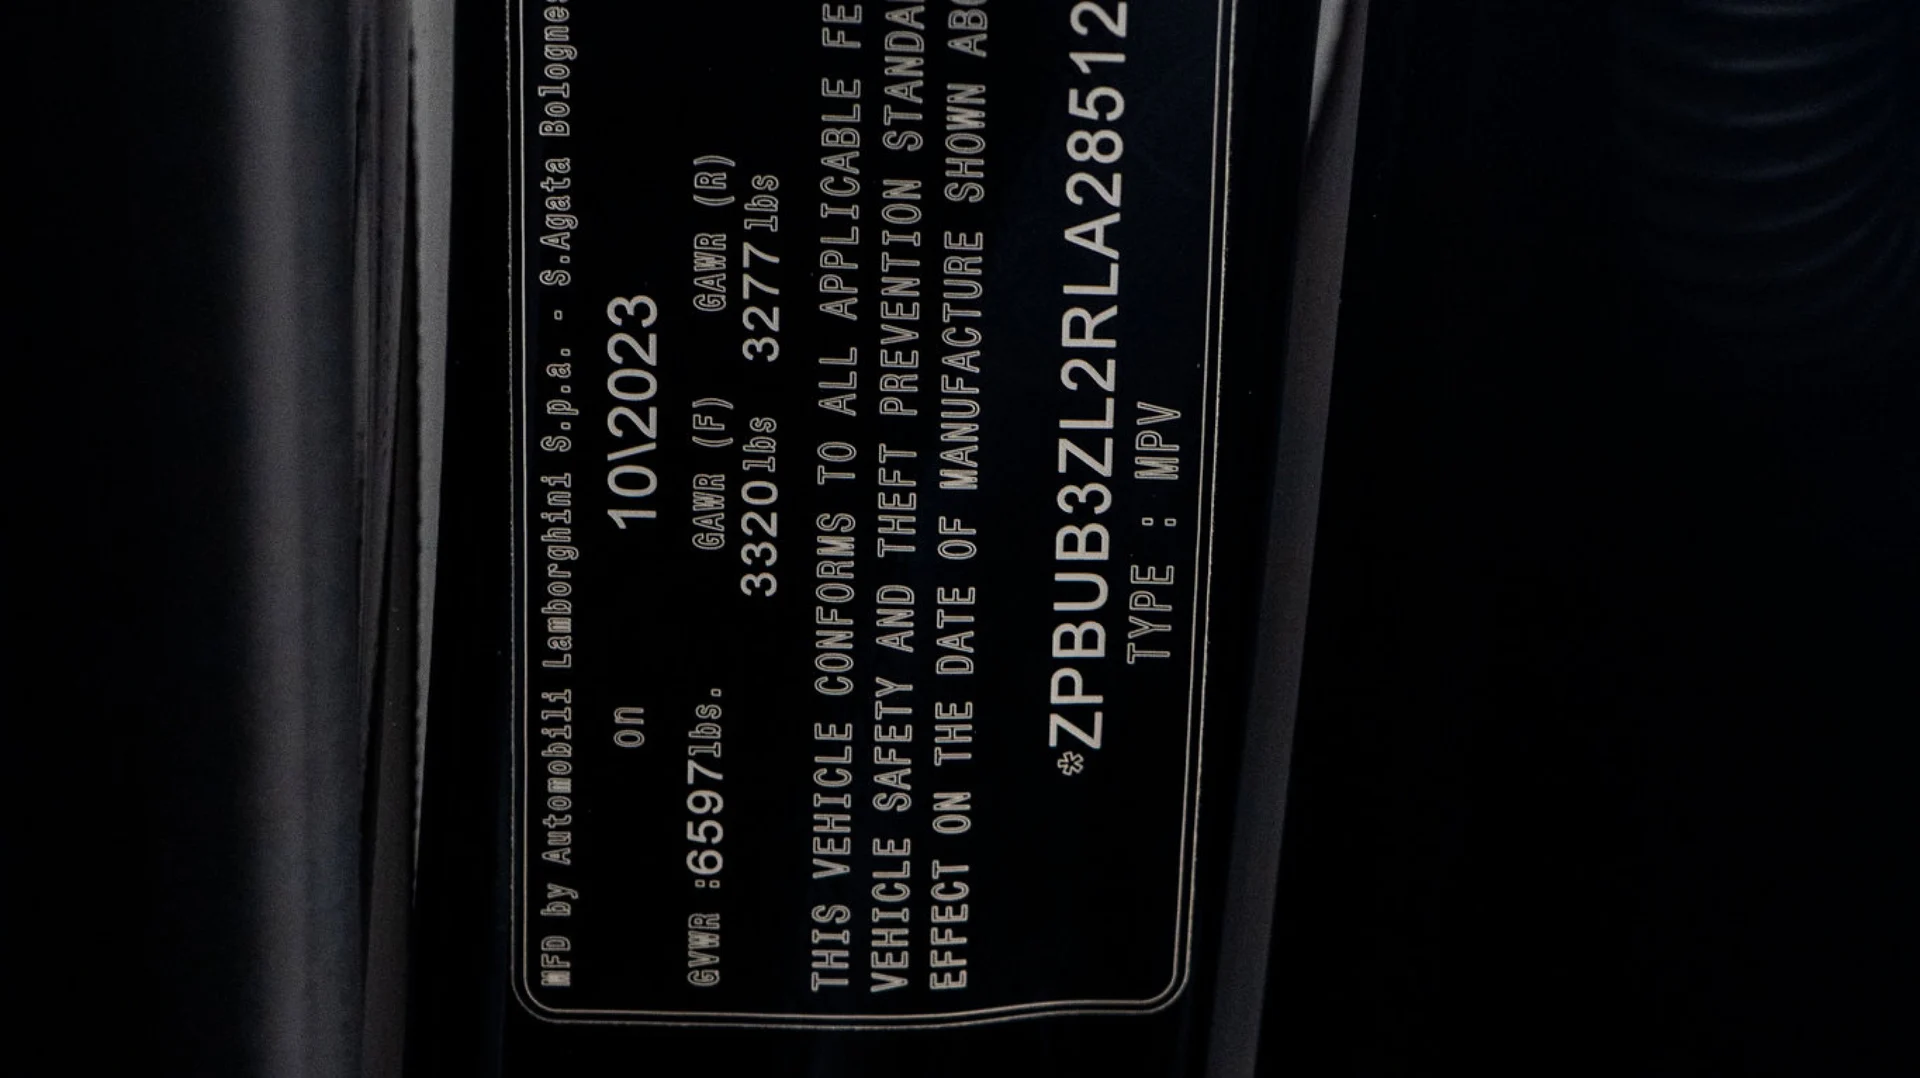 MFD by Automobili Lamborghini S.p.a. - S.Agata Bolognes
on 10\2023
GVWR :6597lbs. GAWR (F) GAWR (R)
3320lbs 3277lbs
THIS VEHICLE CONFORMS TO ALL APPLICABLE FE
VEHICLE SAFETY AND THEFT PREVENTION STANDA
EFFECT ON THE DATE OF MANUFACTURE SHOWN ABO
*ZPBUB3ZL2RLA28512
TYPE : MPV